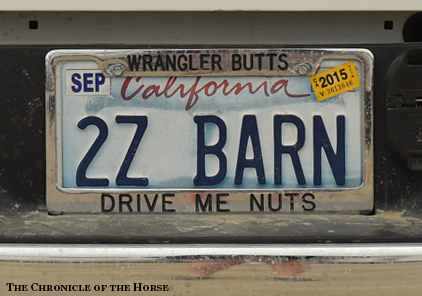 WRANGLER BUTTS
SEP California 2015
2Z BARN
DRIVE ME NUTS
THE CHRONICLE OF THE HORSE